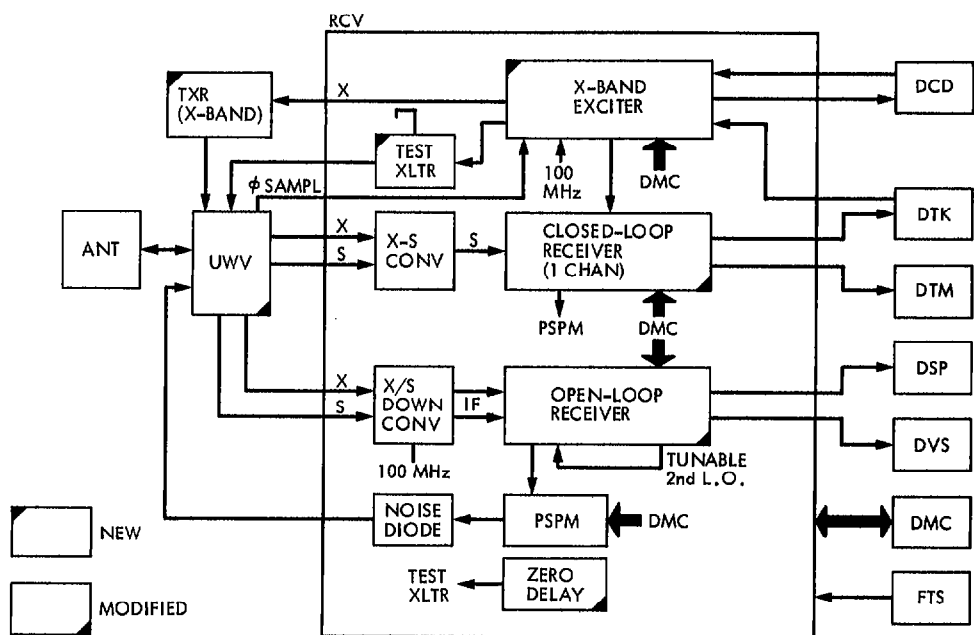 RCV
TXR
(X-BAND)
X
X-BAND
EXCITER
DCD
TEST
XLTR
100
MHz
DMC
ϕ SAMPL
DTK
ANT
UWV
X
S
X-S
CONV
S
CLOSED-LOOP
RECEIVER
(1 CHAN)
DTM
PSPM
DMC
X
S
X/S
DOWN
CONV
IF
OPEN-LOOP
RECEIVER
DSP
DVS
100 MHz
TUNABLE
2nd L.O.
NOISE
DIODE
PSPM
DMC
DMC
NEW
TEST
XLTR
ZERO
DELAY
FTS
MODIFIED